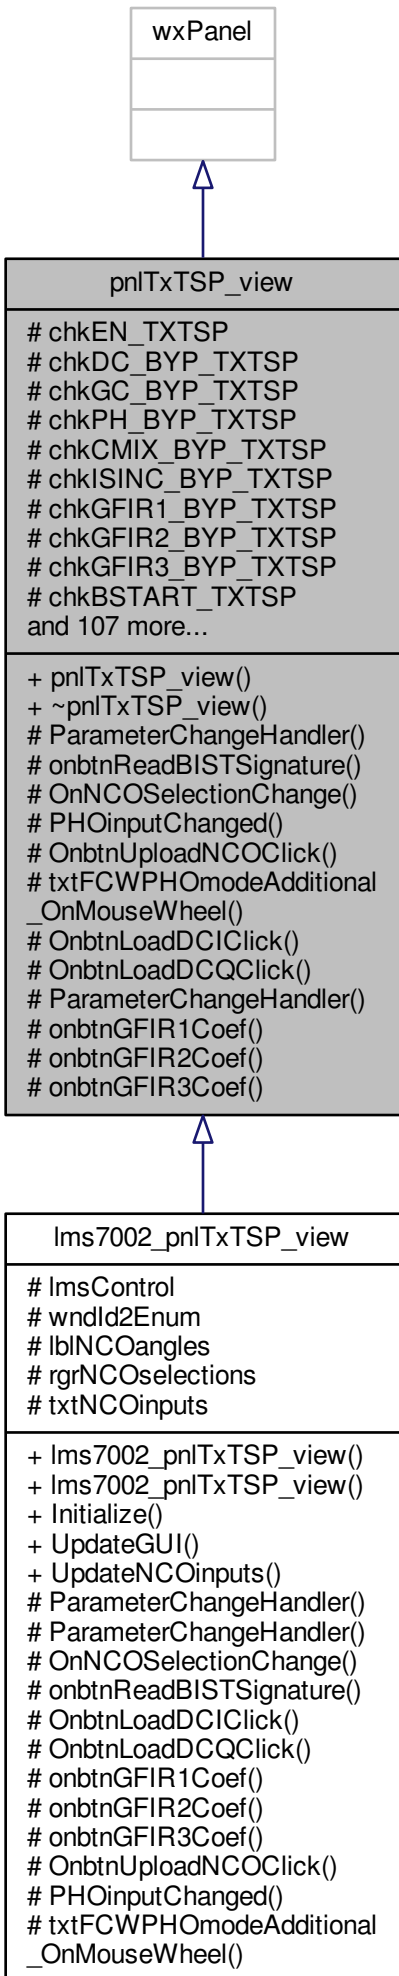 wxPanel
pnlTxTSP_view
# chkEN_TXTSP
# chkDC_BYP_TXTSP
# chkGC_BYP_TXTSP
# chkPH_BYP_TXTSP
# chkCMIX_BYP_TXTSP
# chkISINC_BYP_TXTSP
# chkGFIR1_BYP_TXTSP
# chkGFIR2_BYP_TXTSP
# chkGFIR3_BYP_TXTSP
# chkBSTART_TXTSP
and 107 more...
+ pnlTxTSP_view()
+ ~pnlTxTSP_view()
# ParameterChangeHandler()
# onbtnReadBISTSignature()
# OnNCOSelectionChange()
# PHOinputChanged()
# OnbtnUploadNCOClick()
# txtFCWPHOmodeAdditional
_OnMouseWheel()
# OnbtnLoadDCIClick()
# OnbtnLoadDCQClick()
# ParameterChangeHandler()
# onbtnGFIR1Coef()
# onbtnGFIR2Coef()
# onbtnGFIR3Coef()
lms7002_pnlTxTSP_view
# lmsControl
# wndId2Enum
# lblNCOangles
# rgrNCOselections
# txtNCOinputs
+ lms7002_pnlTxTSP_view()
+ lms7002_pnlTxTSP_view()
+ Initialize()
+ UpdateGUI()
+ UpdateNCOinputs()
# ParameterChangeHandler()
# ParameterChangeHandler()
# OnNCOSelectionChange()
# onbtnReadBISTSignature()
# OnbtnLoadDCIClick()
# OnbtnLoadDCQClick()
# onbtnGFIR1Coef()
# onbtnGFIR2Coef()
# onbtnGFIR3Coef()
# OnbtnUploadNCOClick()
# PHOinputChanged()
# txtFCWPHOmodeAdditional
_OnMouseWheel()